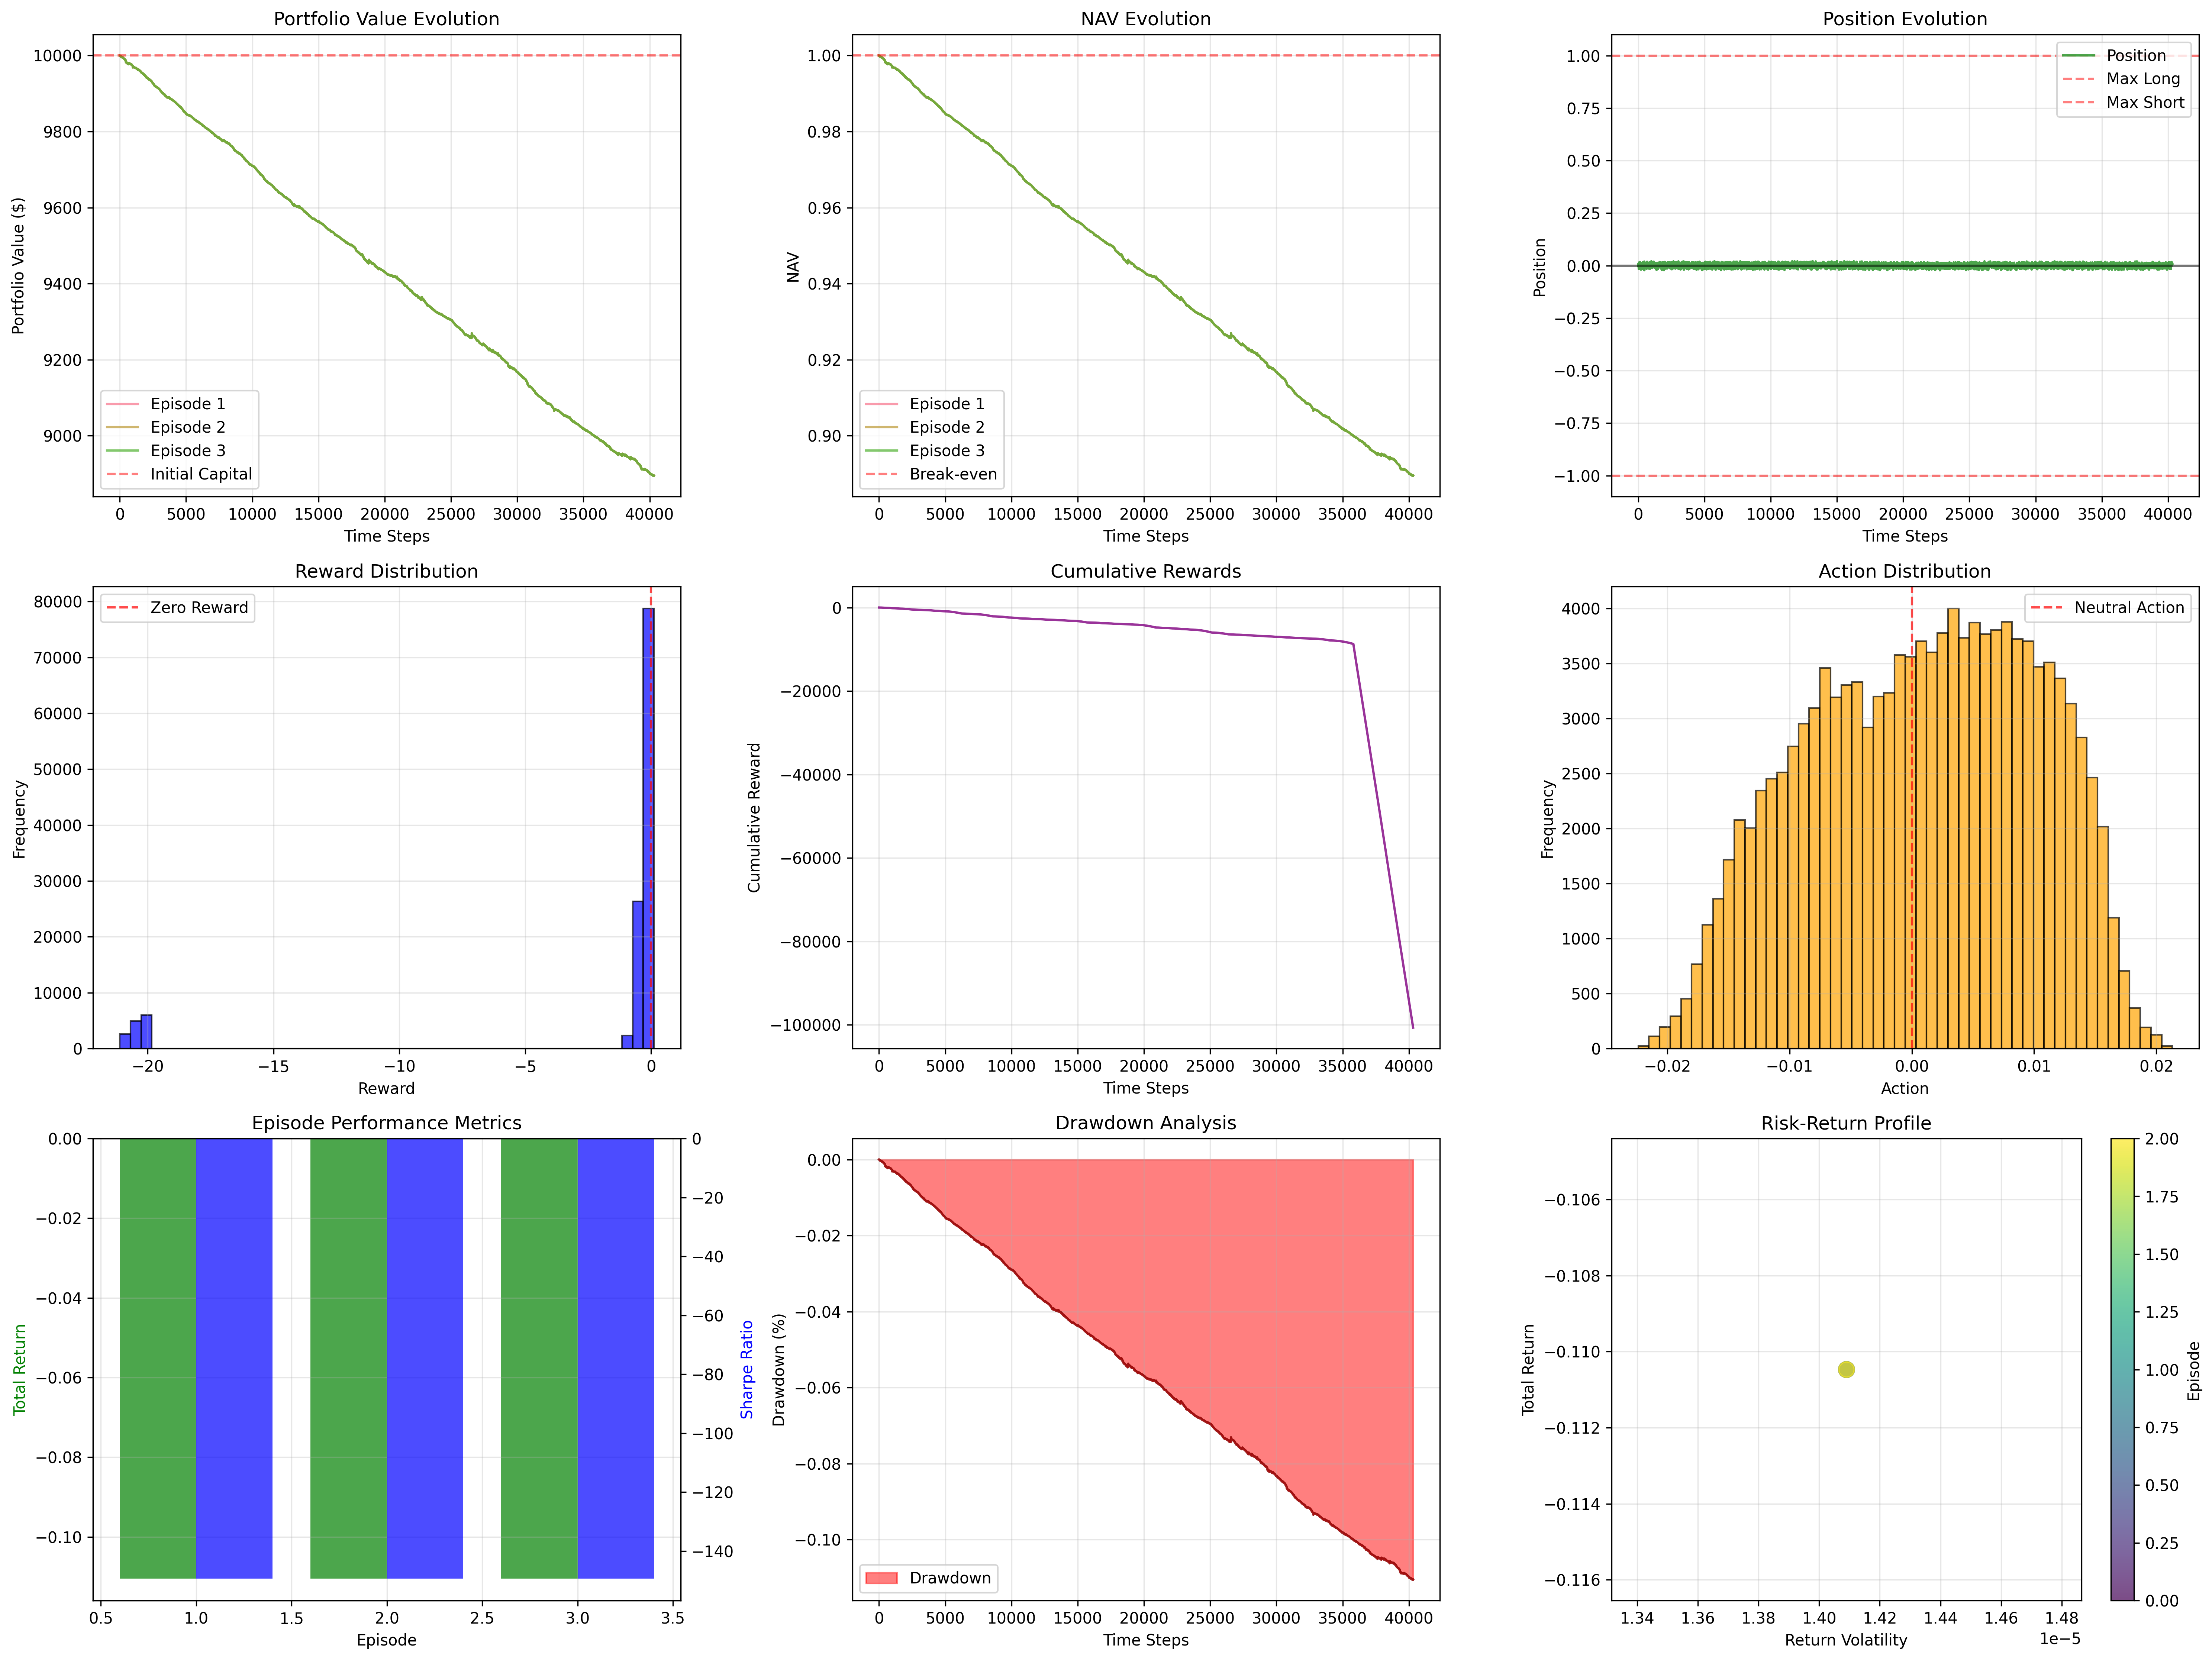 Portfolio Value Evolution
10000
9800
9600
9400
9200
9000
Portfolio Value ($)
Episode 1
Episode 2
Episode 3
Initial Capital
0 5000 10000 15000 20000 25000 30000 35000 40000
Time Steps
NAV Evolution
1.00
0.98
0.96
0.94
0.92
0.90
NAV
Episode 1
Episode 2
Episode 3
Break-even
0 5000 10000 15000 20000 25000 30000 35000 40000
Time Steps
Position Evolution
1.00
0.75
0.50
0.25
0.00
−0.25
−0.50
−0.75
−1.00
Position
Position
Max Long
Max Short
0 5000 10000 15000 20000 25000 30000 35000 40000
Time Steps
Reward Distribution
80000
70000
60000
50000
40000
30000
20000
10000
0
Frequency
Zero Reward
−20 −15 −10 −5 0
Reward
Cumulative Rewards
0
−20000
−40000
−60000
−80000
−100000
Cumulative Reward
0 5000 10000 15000 20000 25000 30000 35000 40000
Time Steps
Action Distribution
4000
3500
3000
2500
2000
1500
1000
500
0
Frequency
Neutral Action
−0.02 −0.01 0.00 0.01 0.02
Action
Episode Performance Metrics
0.00
−0.02
−0.04
−0.06
−0.08
−0.10
Total Return
0
−20
−40
−60
−80
−100
−120
−140
Sharpe Ratio
0.5 1.0 1.5 2.0 2.5 3.0 3.5
Episode
Drawdown Analysis
0.00
−0.02
−0.04
−0.06
−0.08
−0.10
Drawdown (%)
Drawdown
0 5000 10000 15000 20000 25000 30000 35000 40000
Time Steps
Risk-Return Profile
−0.106
−0.108
−0.110
−0.112
−0.114
−0.116
Total Return
1.34 1.36 1.38 1.40 1.42 1.44 1.46 1.48
1e−5
Return Volatility
2.00
1.75
1.50
1.25
1.00
0.75
0.50
0.25
0.00
Episode